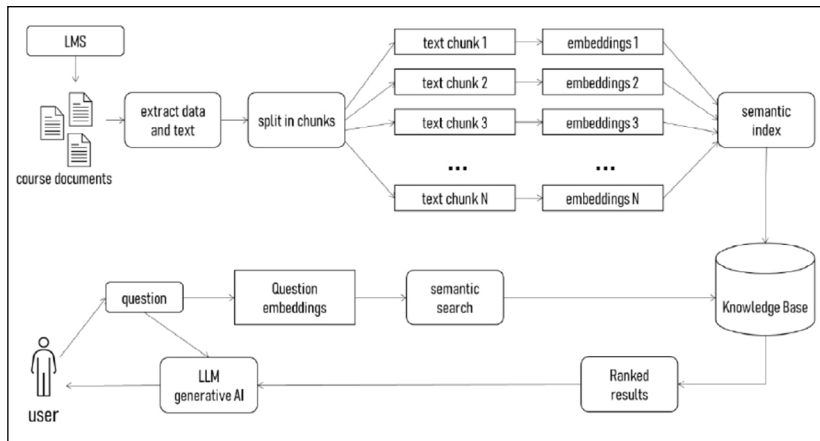 LMS
course documents
extract data
and text
split in chunks
text chunk 1
embeddings 1
text chunk 2
embeddings 2
text chunk 3
embeddings 3
...
...
text chunk N
embeddings N
semantic
index
question
Question
embeddings
semantic
search
Knowledge Base
user
LLM
generative AI
Ranked
results